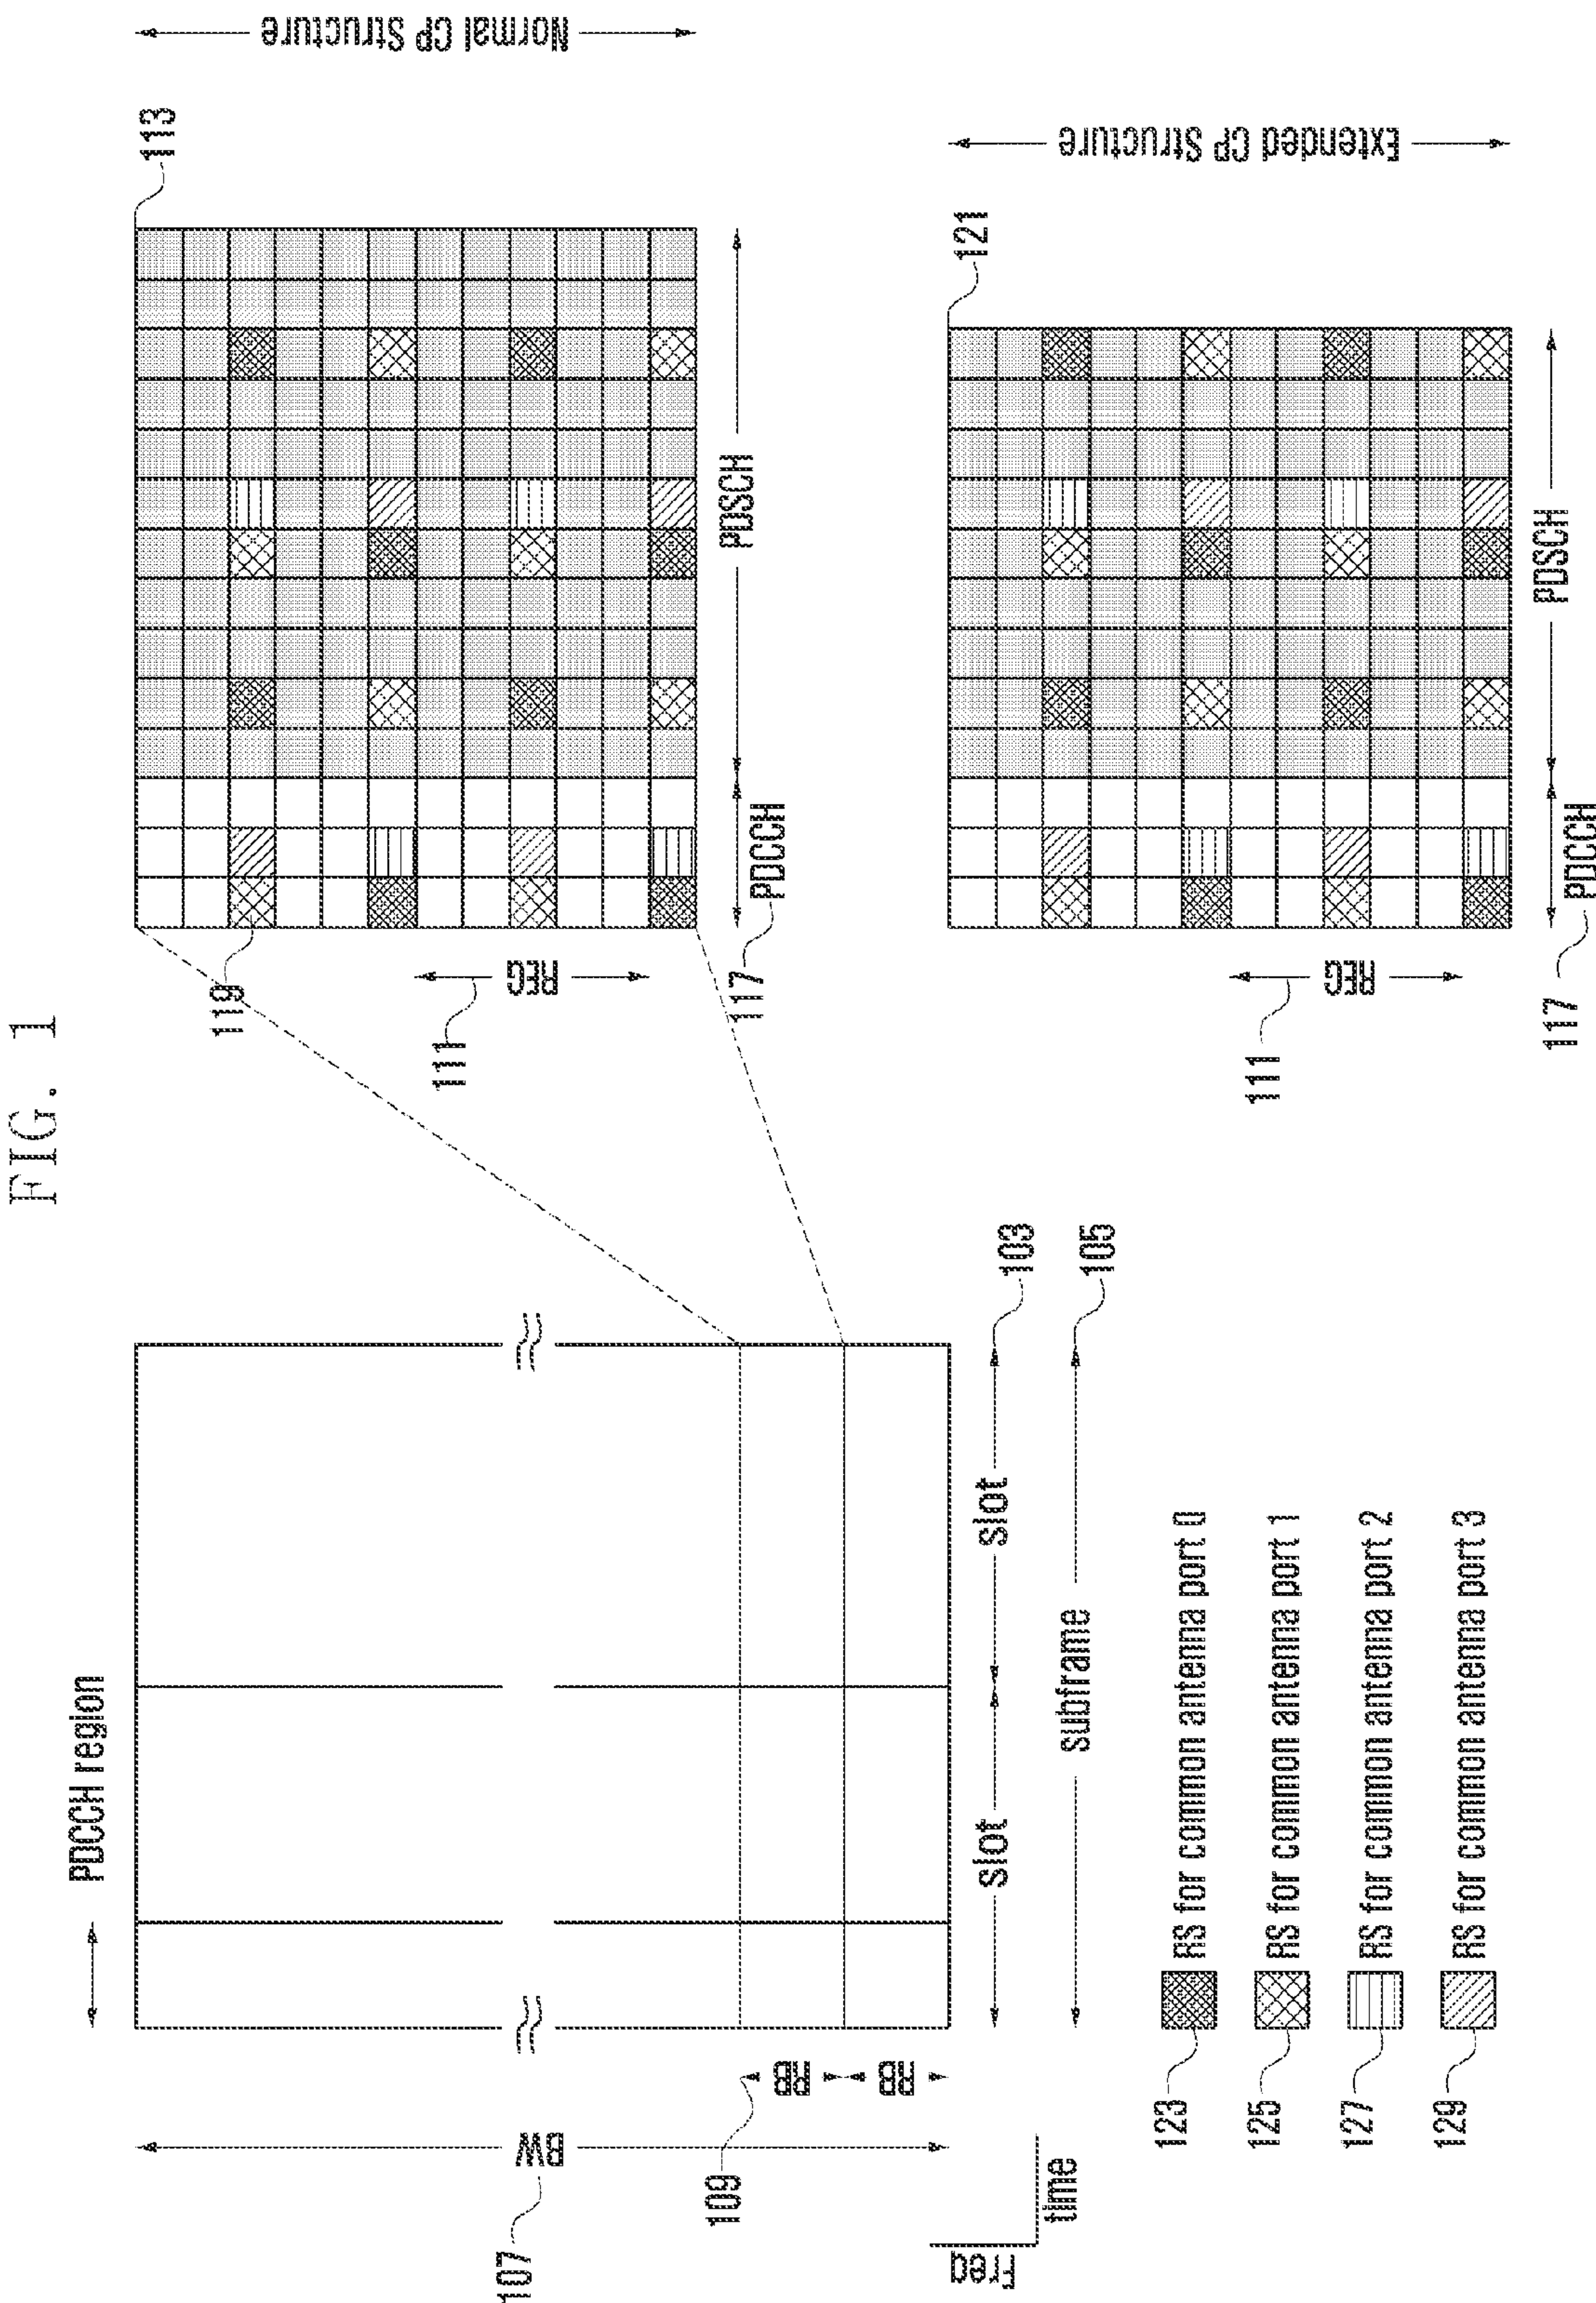 FIG. 1
PDCCH region
107
BW
109
RB
RB
Freq
time
slot
slot
103
subframe
105
123
RS for common antenna port 0
125
RS for common antenna port 1
127
RS for common antenna port 2
129
RS for common antenna port 3
113
Normal CP Structure
119
111
REG
117
PDCCH
PDSCH
121
Extended CP Structure
111
REG
117
PDCCH
PDSCH